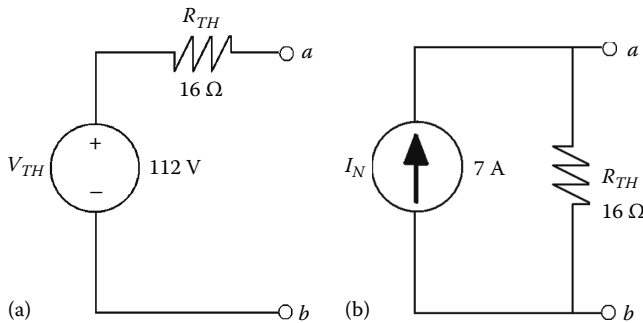 R_TH
a
16 Ω
V_TH
+
−
112 V
(a)
b
a
I_N
7 A
R_TH
16 Ω
(b)
b